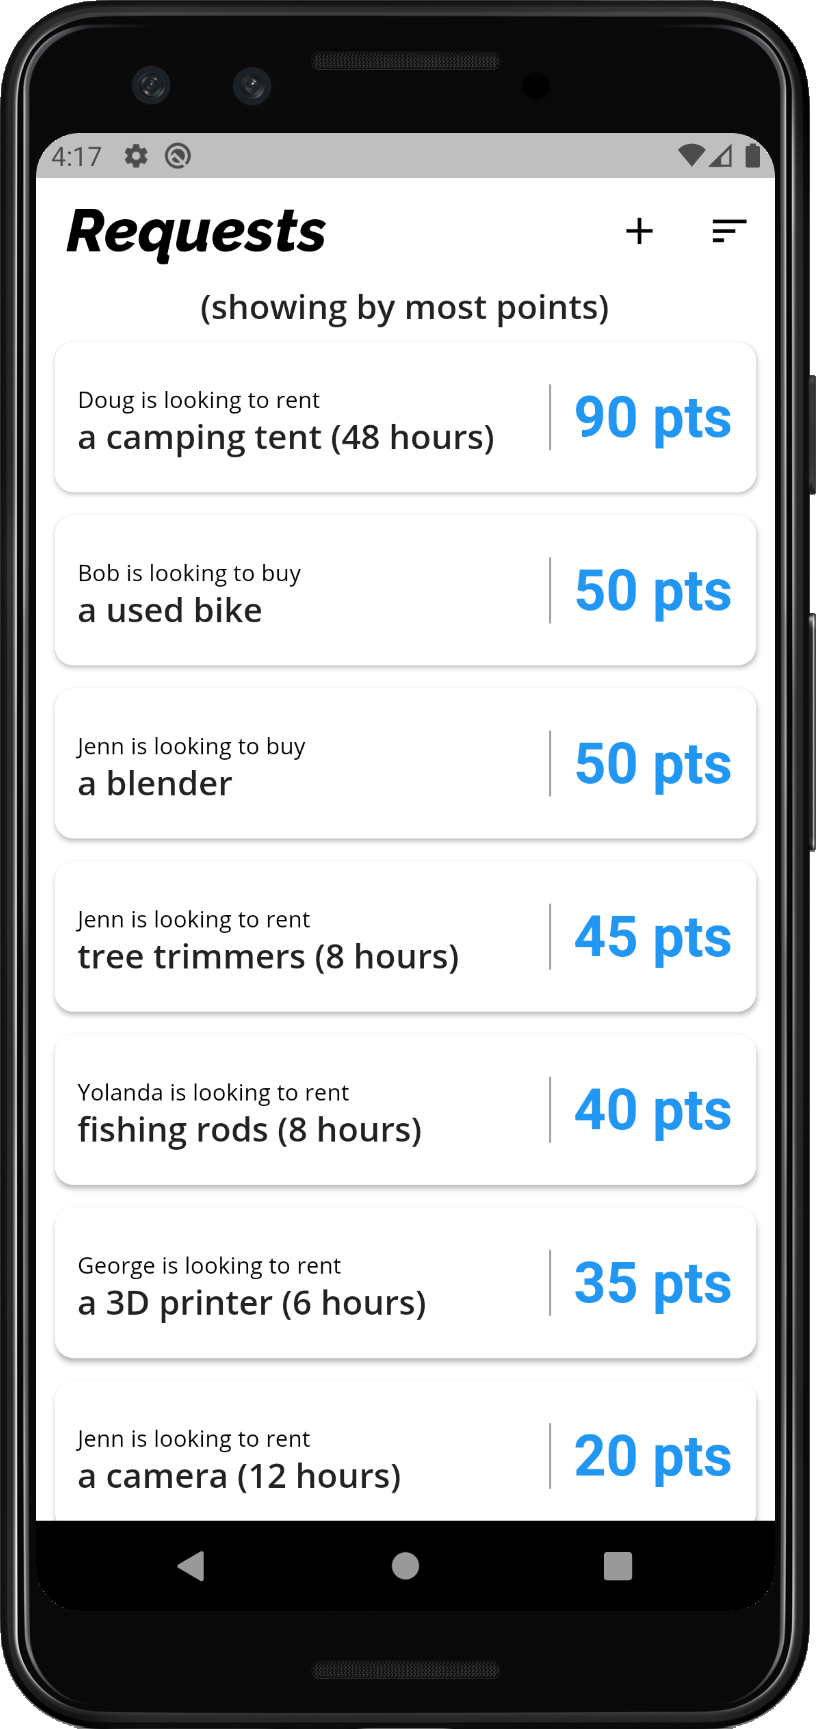 4:17
Requests
(showing by most points)
Doug is looking to rent
a camping tent (48 hours)
90 pts
Bob is looking to buy
a used bike
50 pts
Jenn is looking to buy
a blender
50 pts
Jenn is looking to rent
tree trimmers (8 hours)
45 pts
Yolanda is looking to rent
fishing rods (8 hours)
40 pts
George is looking to rent
a 3D printer (6 hours)
35 pts
Jenn is looking to rent
a camera (12 hours)
20 pts